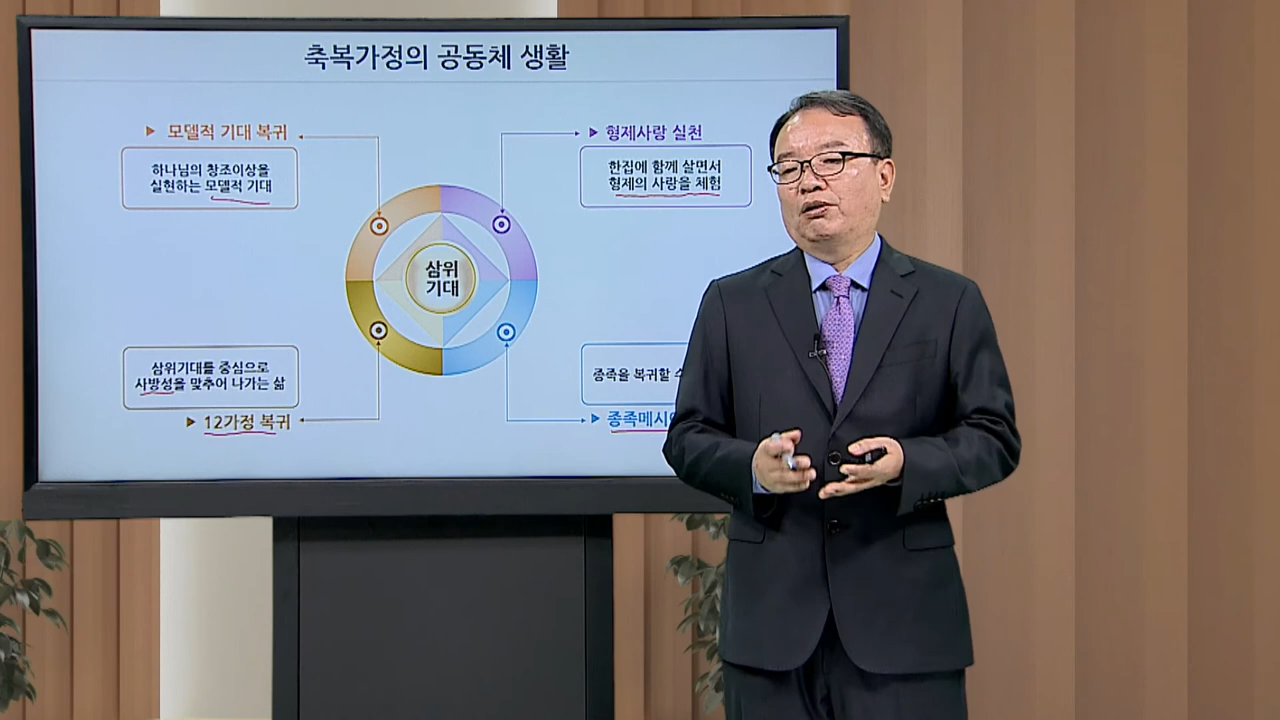 축복가정의 공동체 생활
▶ 모델적 기대 복귀
하나님의 창조이상을
실현하는 모델적 기대
▶ 형제사랑 실천
한집에 함께 살면서
형제의 사랑을 체험
삼위
기대
삼위기대를 중심으로
사방성을 맞추어 나가는 삶
▶ 12가정 복귀
종족을 복귀할
▶ 종족메시